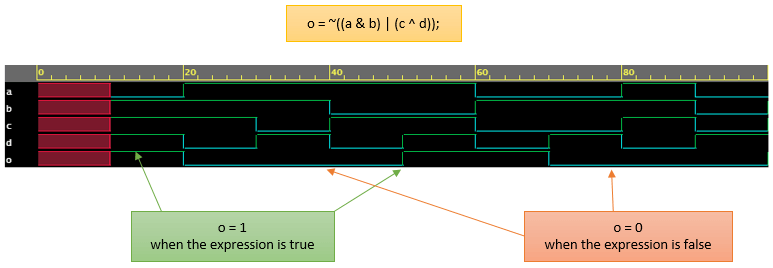 o = ~((a & b) | (c ^ d));
0 20 40 60 80
a
b
c
d
o
o = 1
when the expression is true
o = 0
when the expression is false